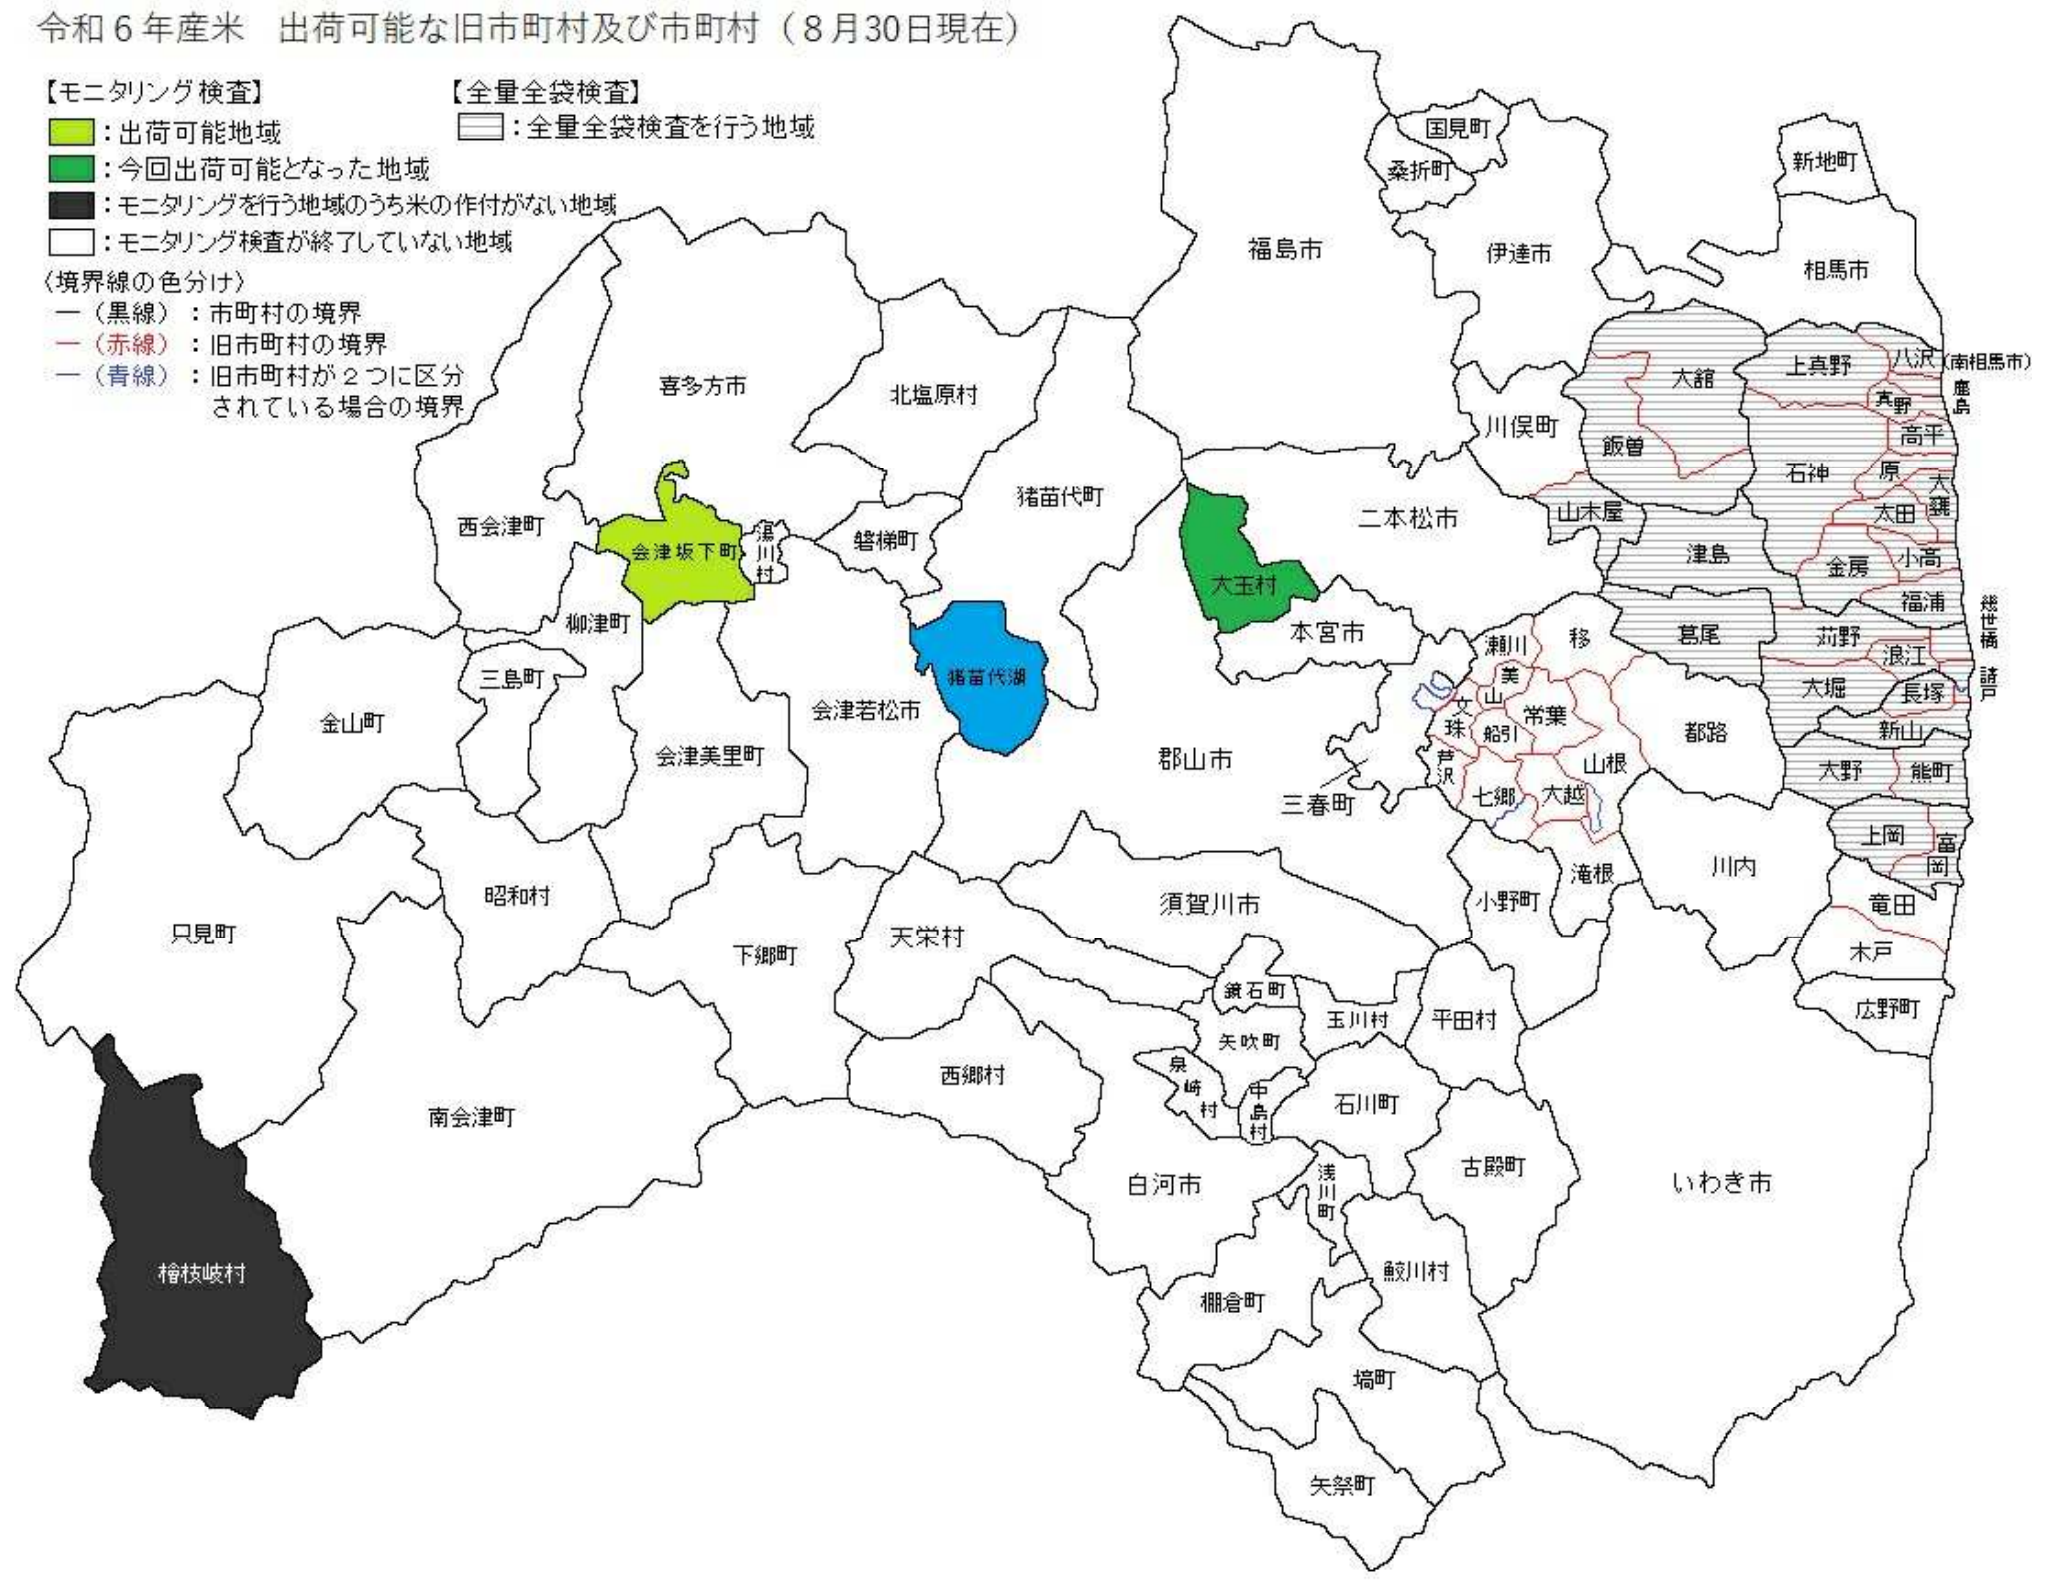 令和６年産米　出荷可能な旧市町村及び市町村（８月30日現在）
【モニタリング検査】
：出荷可能地域
：今回出荷可能となった地域
：モニタリングを行う地域のうち米の作付がない地域
：モニタリング検査が終了していない地域
【全量全袋検査】
：全量全袋検査を行う地域
〈境界線の色分け〉
―（黒線）：市町村の境界
―（赤線）：旧市町村の境界
―（青線）：旧市町村が２つに区分
されている場合の境界
国見町
桑折町
新地町
福島市
伊達市
相馬市
八沢
(南相馬市)
上真野
大舘
鹿島
真野
喜多方市
北塩原村
川俣町
飯曽
高平
石神
原
大甕
猪苗代町
西会津町
二本松市
山木屋
太田
会津坂下町
湯川村
磐梯町
津島
金房
小高
大玉村
福浦
幾世橋
柳津町
本宮市
瀬川
移
葛尾
苅野
浪江
請戸
三島町
猪苗代湖
美山
大堀
長塚
金山町
会津若松市
文珠
船引
常葉
都路
新山
会津美里町
郡山市
芦沢
山根
大野
熊町
三春町
七郷
大越
上岡
富岡
昭和村
須賀川市
小野町
滝根
川内
竜田
只見町
下郷町
天栄村
木戸
鏡石町
玉川村
平田村
広野町
矢吹町
西郷村
泉崎村
中島村
石川町
南会津町
白河市
浅川町
古殿町
いわき市
檜枝岐村
棚倉町
鮫川村
塙町
矢祭町